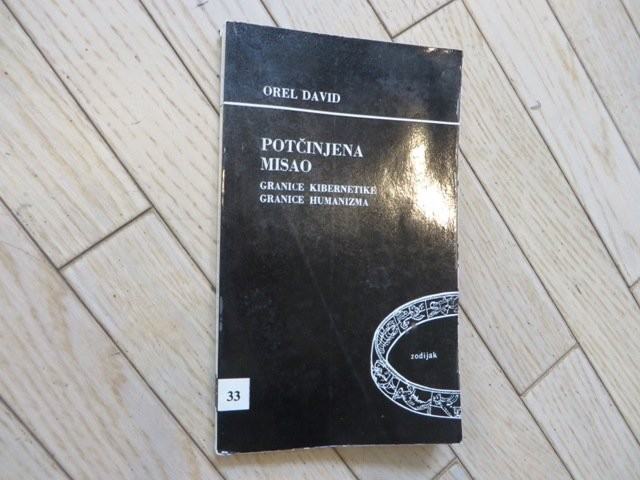 OREL DAVID
POTČINJENA
MISAO
GRANICE KIBERNETIKE
GRANICE HUMANIZMA
zodijak
33